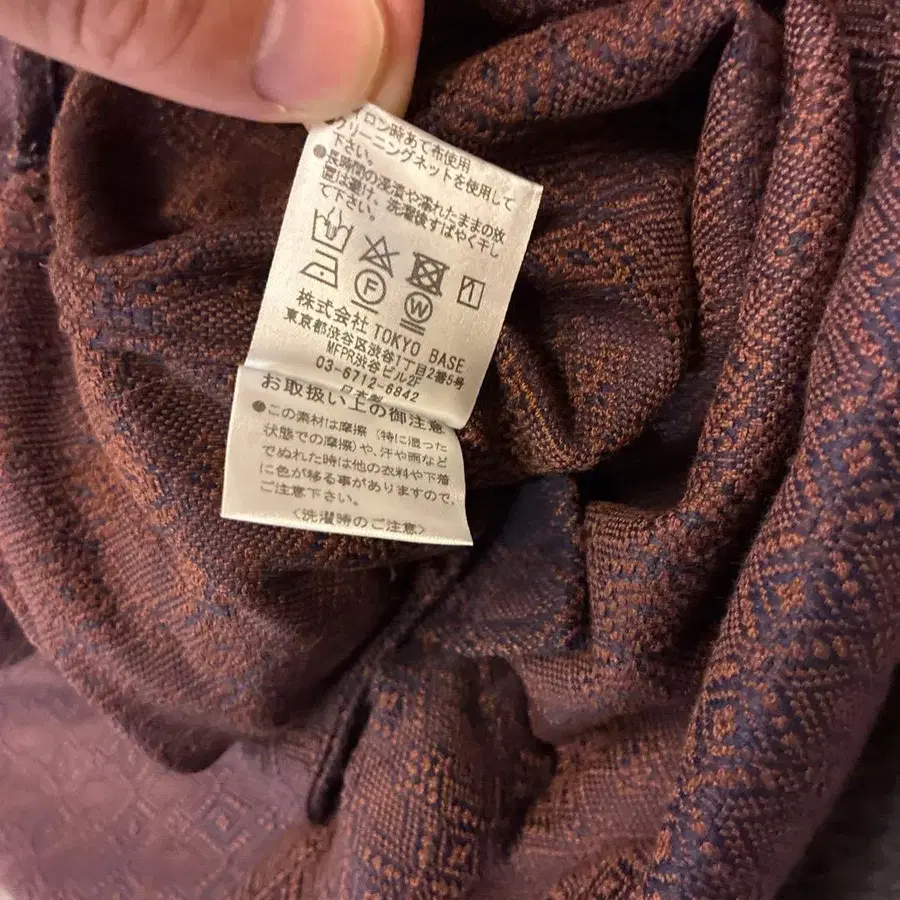 ロン時あて布使用
クリーニングネットを使用して
下さい。
●長時間の浸漬や濡れたままの放
置は避け、洗濯後すばやく干し
て下さい。
F W
株式会社 TOKYO BASE
東京都渋谷区渋谷1丁目2番5号
MFPR渋谷ビル2F
03-6712-6842
日本製
お取扱い上の御注意
●この素材は摩擦（特に湿った
状態での摩擦）や、汗や雨など
でぬれた時は他の衣料や下着
に色が移る事がありますので、
ご注意下さい。
〈洗濯時のご注意〉